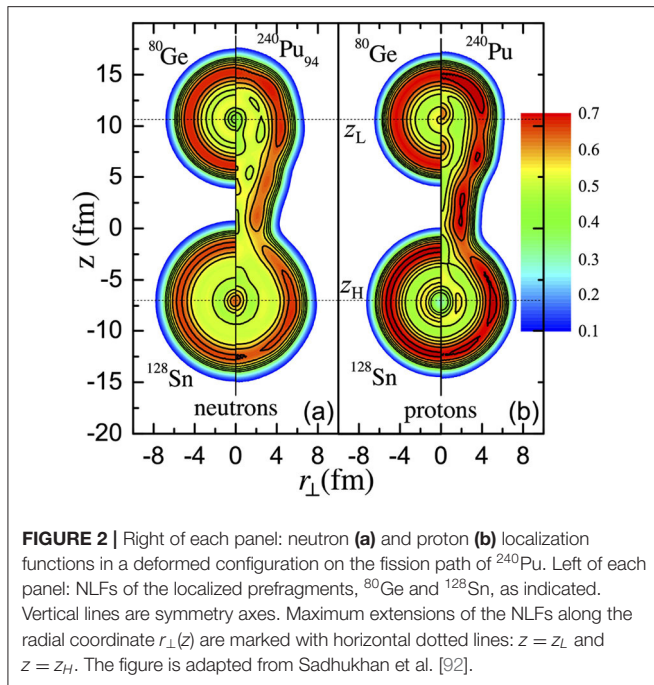 ⁸⁰Ge
²⁴⁰Pu₉₄
⁸⁰Ge
²⁴⁰Pu
15
10
5
0
-5
-10
-15
-20
z (fm)
z_L
z_H
0.7
0.6
0.5
0.4
0.3
0.2
0.1
¹²⁸Sn
neutrons
(a)
¹²⁸Sn
protons
(b)
-8 -4 0 4 8 -8 -4 0 4 8
r⊥(fm)
FIGURE 2 | Right of each panel: neutron (a) and proton (b) localization
functions in a deformed configuration on the fission path of ²⁴⁰Pu. Left of each
panel: NLFs of the localized prefragments, ⁸⁰Ge and ¹²⁸Sn, as indicated.
Vertical lines are symmetry axes. Maximum extensions of the NLFs along the
radial coordinate r⊥(z) are marked with horizontal dotted lines: z = z_L and
z = z_H. The figure is adapted from Sadhukhan et al. [92].